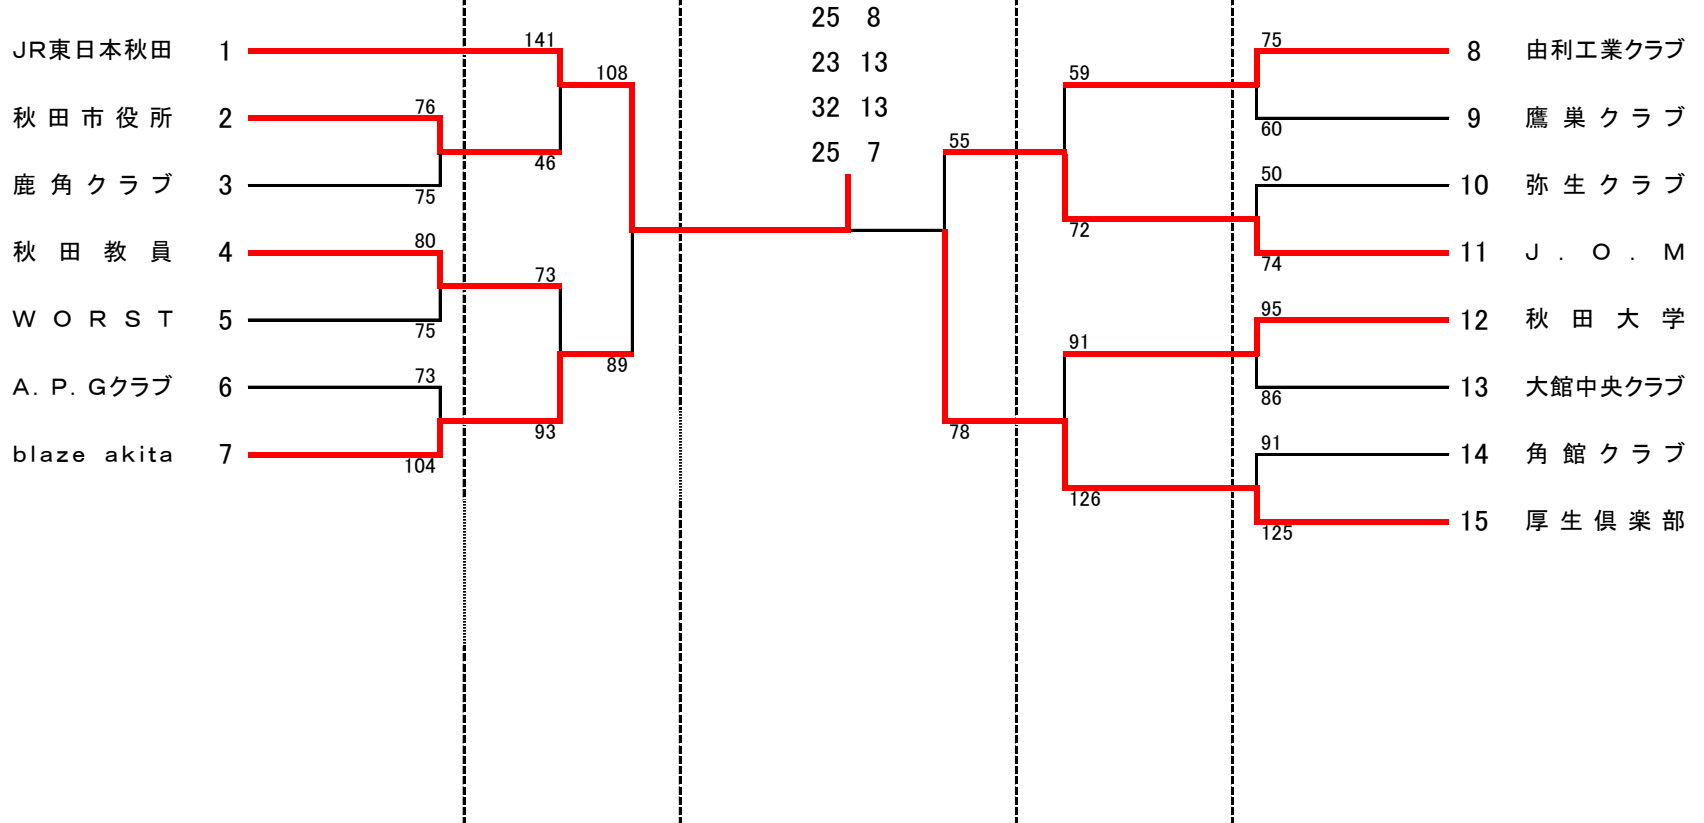 25 8
23 13
32 13
25 7
JR東日本秋田 1
秋田市役所 2
鹿角クラブ 3
秋田教員 4
WORST 5
A.P.Gクラブ 6
blaze akita 7
141
76
46
75
80
73
75
73
93
104
108
89
55
78
59
72
91
126
75
60
50
74
95
86
91
125
8 由利工業クラブ
9 鷹巣クラブ
10 弥生クラブ
11 J.O.M
12 秋田大学
13 大館中央クラブ
14 角館クラブ
15 厚生倶楽部